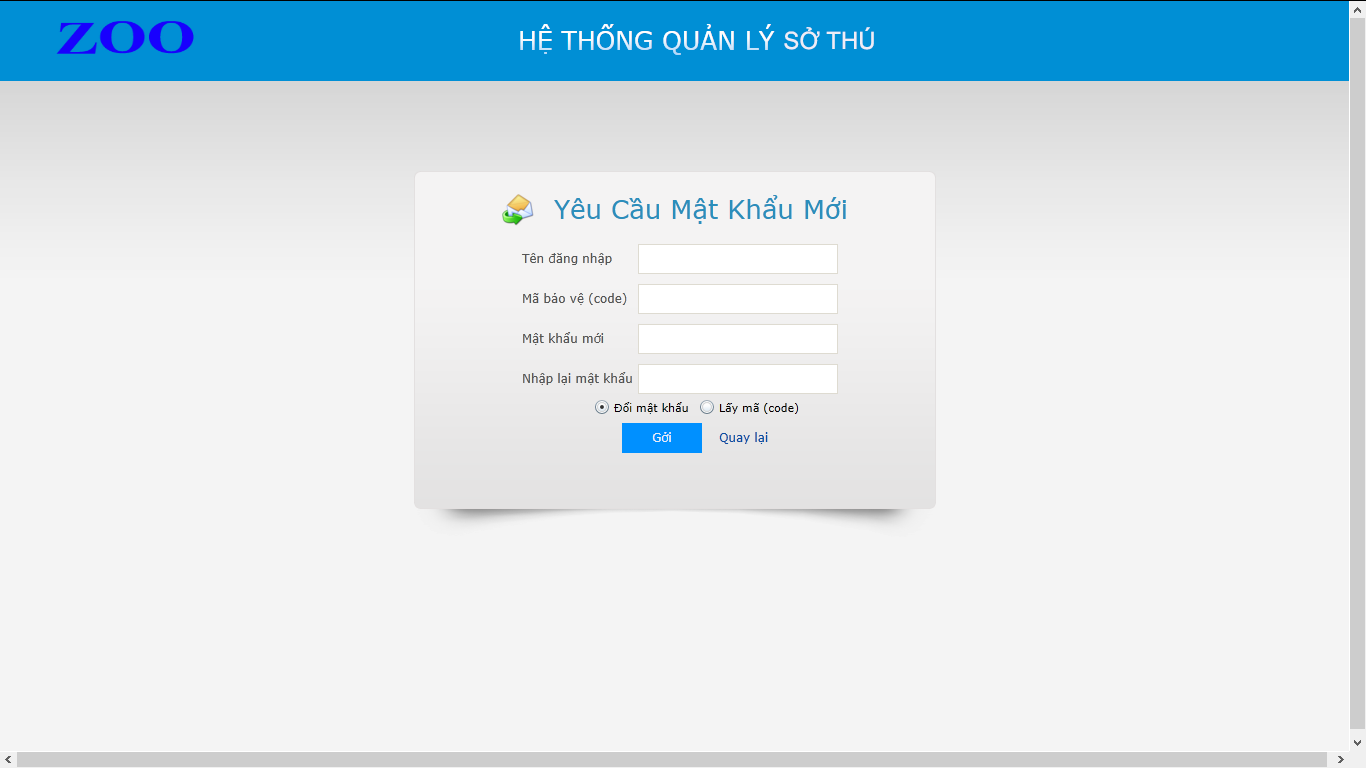 ZOO
HỆ THỐNG QUẢN LÝ SỞ THÚ
Yêu Cầu Mật Khẩu Mới
Tên đăng nhập
Mã bảo vệ (code)
Mật khẩu mới
Nhập lại mật khẩu
Đổi mật khẩu Lấy mã (code)
Gởi Quay lại